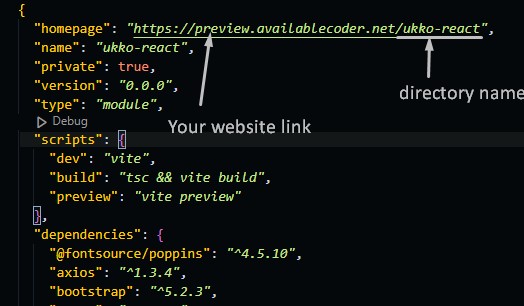 {
"homepage": "https://preview.availablecoder.net/ukko-react",
"name": "ukko-react",
"private": true,
directory name
"version": "0.0.0",
"type": "module",
Debug
Your website link
"scripts": {
"dev": "vite",
"build": "tsc && vite build",
"preview": "vite preview"
},
"dependencies": {
"@fontsource/poppins": "^4.5.10",
"axios": "^1.3.4",
"bootstrap": "^5.2.3",